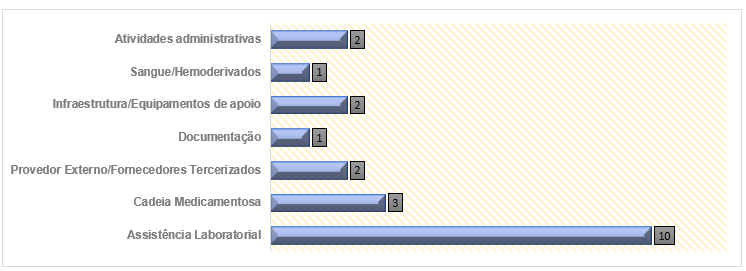 Atividades administrativas 2
Sangue/Hemoderivados 1
Infraestrutura/Equipamentos de apoio 2
Documentação 1
Provedor Externo/Fornecedores Tercerizados 2
Cadeia Medicamentosa 3
Assistência Laboratorial 10